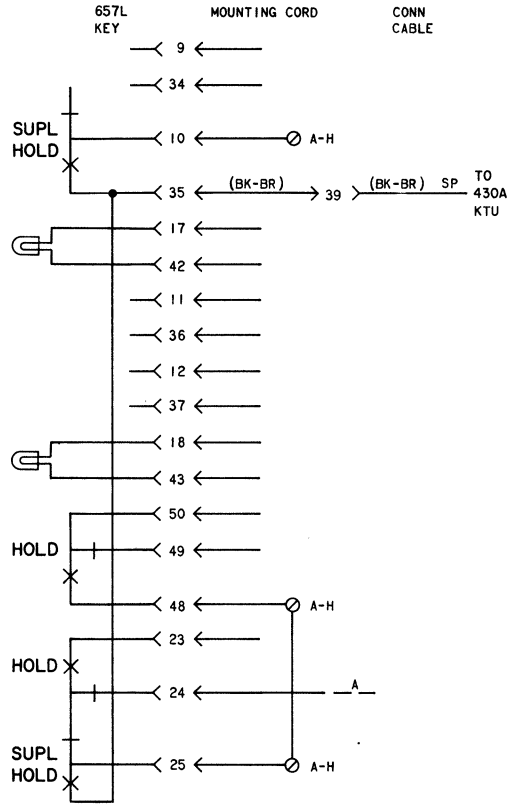 657L MOUNTING CORD CONN
KEY CABLE
9
34
SUPL
HOLD
10 A-H
35 (BK-BR) 39 (BK-BR) SP TO
430A
KTU
17
42
11
36
12
37
18
43
50
HOLD 49
48 A-H
23
HOLD
24 A
SUPL
HOLD
25 A-H